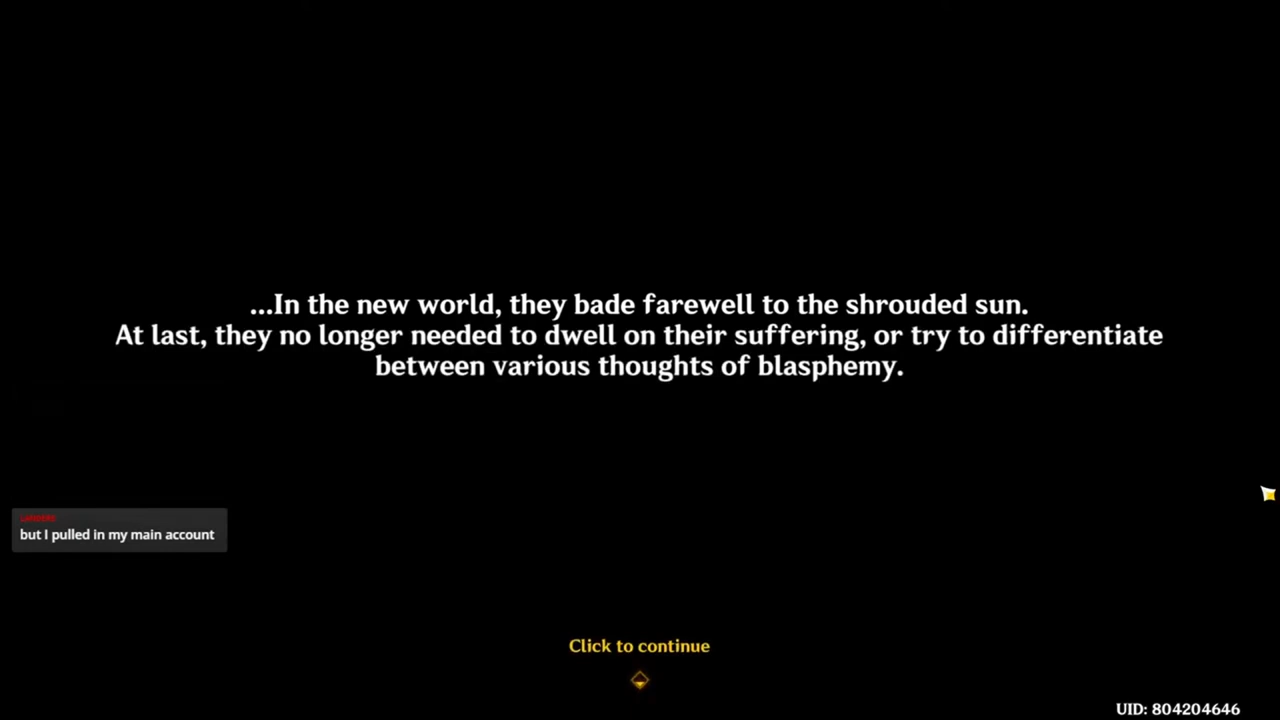 ...In the new world, they bade farewell to the shrouded sun.
At last, they no longer needed to dwell on their suffering, or try to differentiate
between various thoughts of blasphemy.
but I pulled in my main account
Click to continue
UID: 804204646